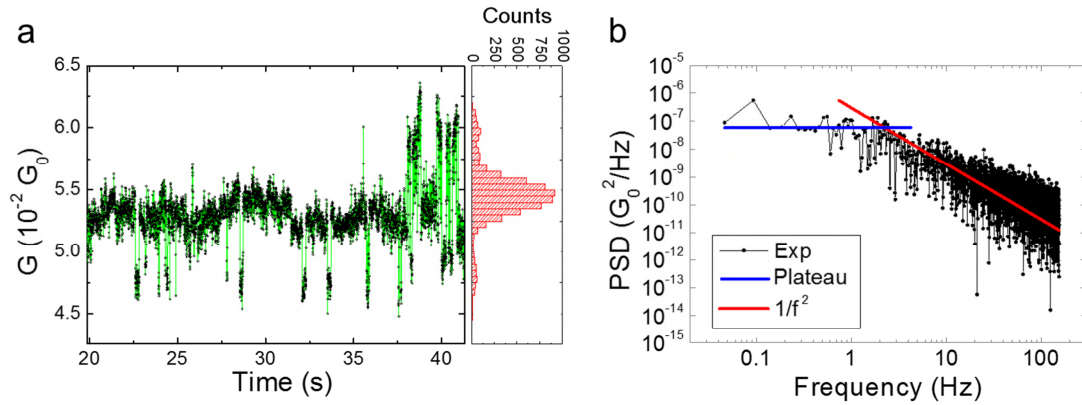 a
Counts
0
250
500
750
1000
6.5
6.0
5.5
5.0
4.5
G (10⁻² G₀)
20 25 30 35 40
Time (s)
b
10⁻⁵
10⁻⁶
10⁻⁷
10⁻⁸
10⁻⁹
10⁻¹⁰
10⁻¹¹
10⁻¹²
10⁻¹³
10⁻¹⁴
10⁻¹⁵
PSD (G₀²/Hz)
Exp
Plateau
1/f²
0.1 1 10 100
Frequency (Hz)